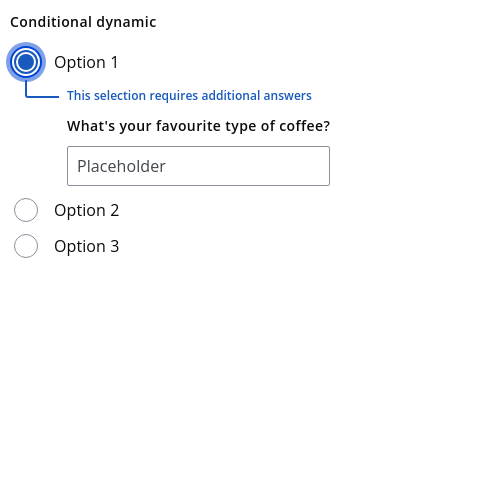 Conditional dynamic
Option 1
This selection requires additional answers
What's your favourite type of coffee?
Placeholder
Option 2
Option 3